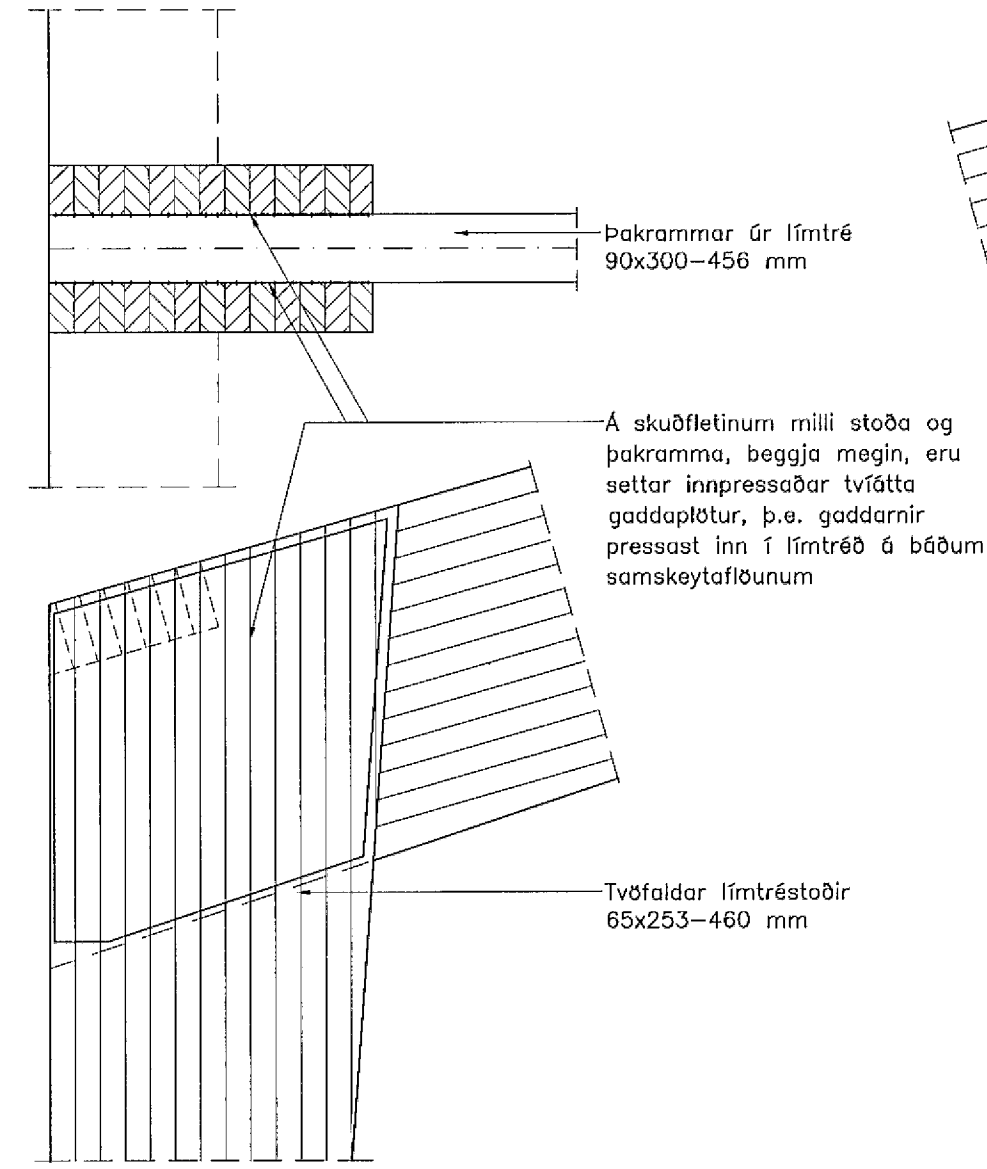 Þakrammar úr límtré
90x300–456 mm
Á skuðfletinum milli stoða og
þakramma, beggja megin, eru
settar innpressaðar tvíátta
gaddaplötur, þ.e. gaddarnir
pressast inn í límtréð á báðum
samskeytaflöunum
Tvöfaldar límtréstoðir
65x253–460 mm